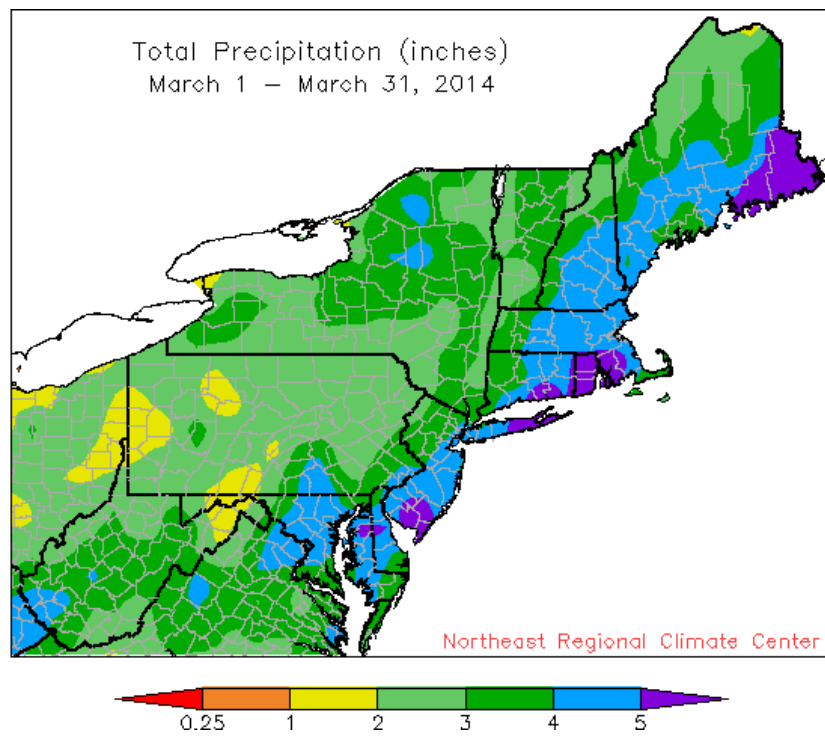 Total Precipitation (inches)
March 1 – March 31, 2014
Northeast Regional Climate Center
0.25 1 2 3 4 5